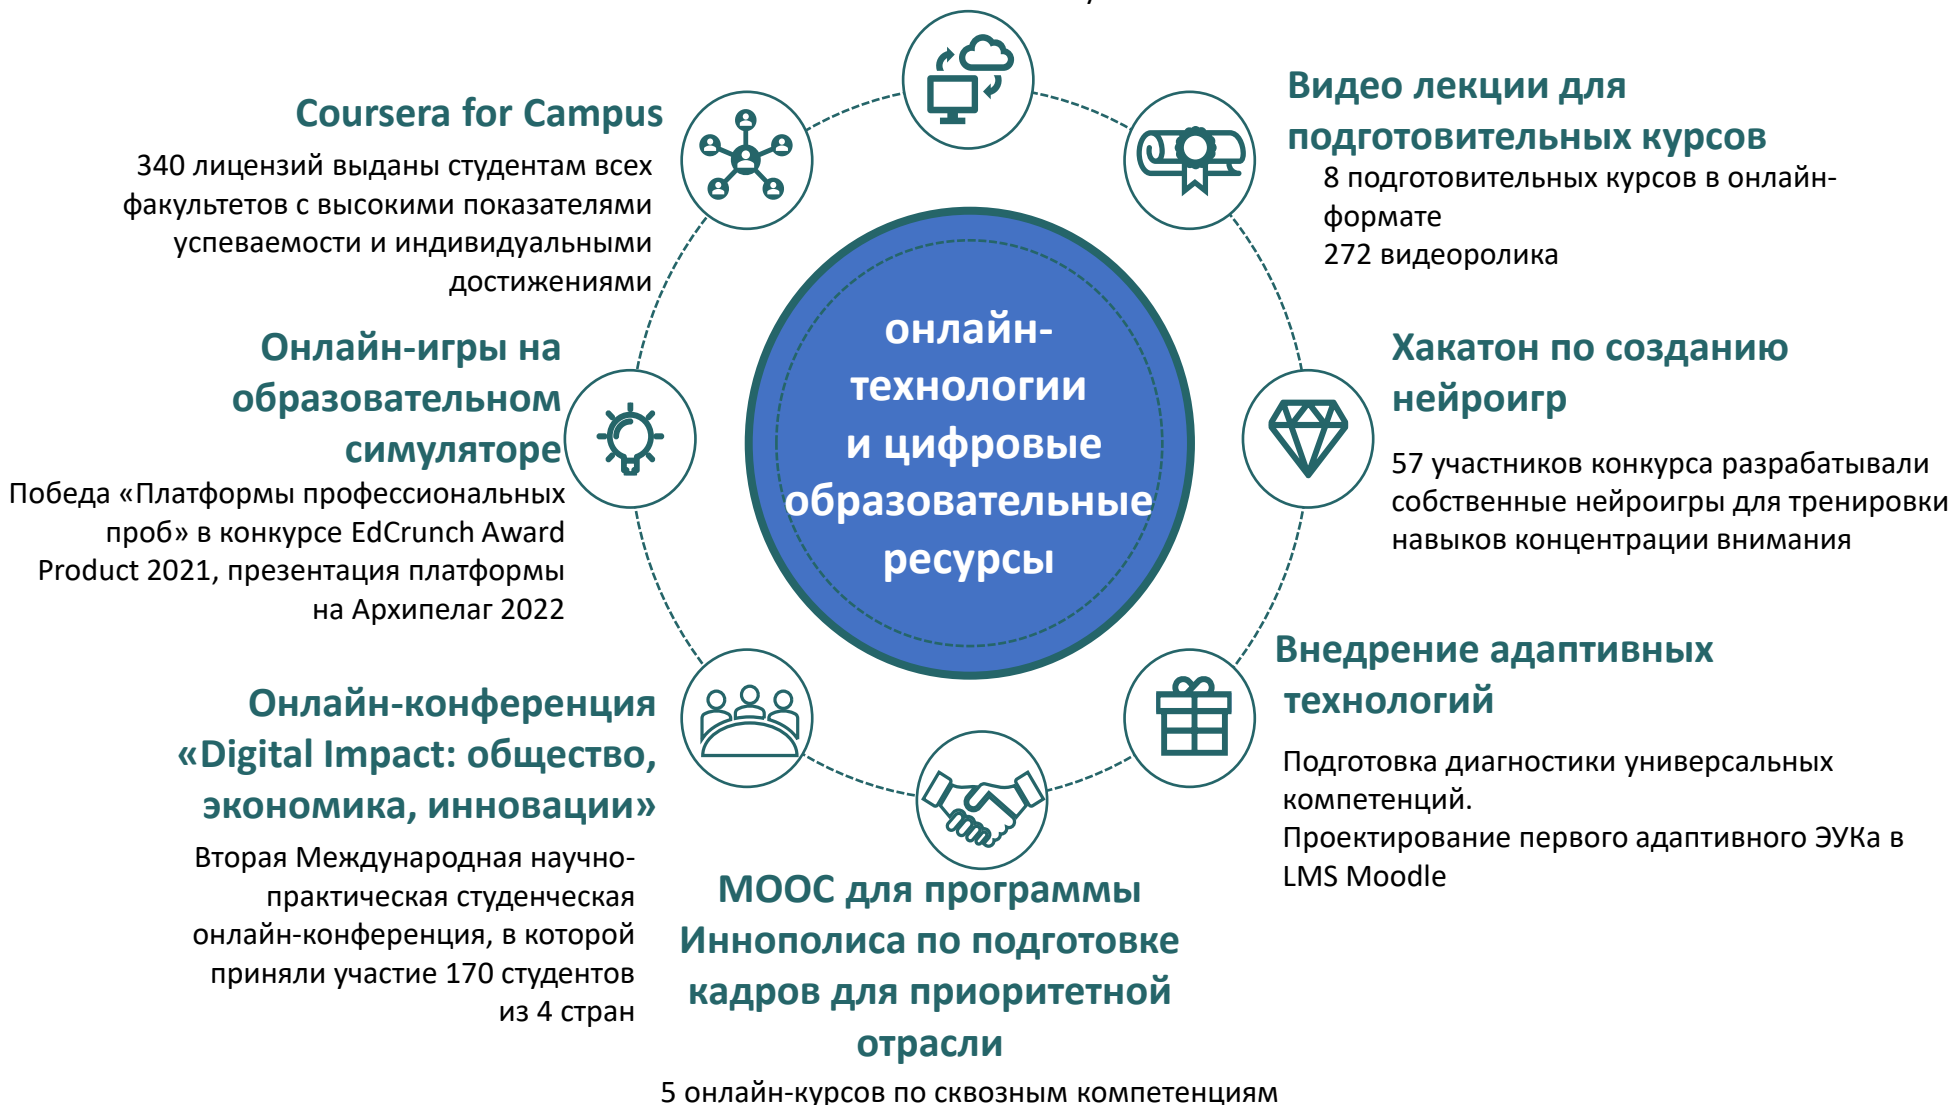 Coursera for Campus
340 лицензий выданы студентам всех
факультетов с высокими показателями
успеваемости и индивидуальными
достижениями
Видео лекции для
подготовительных курсов
8 подготовительных курсов в онлайн-
формате
272 видеоролика
Онлайн-игры на
образовательном
симуляторе
Победа «Платформы профессиональных
проб» в конкурсе EdCrunch Award
Product 2021, презентация платформы
на Архипелаг 2022
онлайн-
технологии
и цифровые
образовательные
ресурсы
Хакатон по созданию
нейроигр
57 участников конкурса разрабатывали
собственные нейроигры для тренировки
навыков концентрации внимания
Онлайн-конференция
«Digital Impact: общество,
экономика, инновации»
Вторая Международная научно-
практическая студенческая
онлайн-конференция, в которой
приняли участие 170 студентов
из 4 стран
МООС для программы
Иннополиса по подготовке
кадров для приоритетной
отрасли
5 онлайн-курсов по сквозным компетенциям
Внедрение адаптивных
технологий
Подготовка диагностики универсальных
компетенций.
Проектирование первого адаптивного ЭУКа в
LMS Moodle